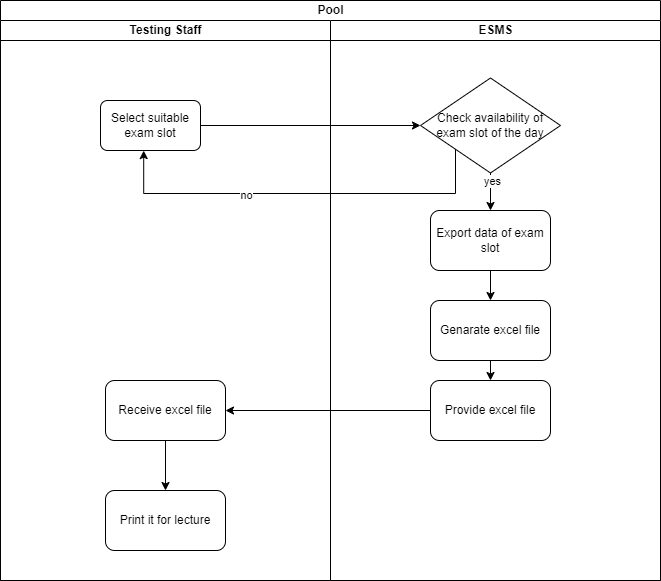 Pool
Testing Staff
ESMS
Select suitable
exam slot
Check availability of
exam slot of the day
no
yes
Export data of exam
slot
Genarate excel file
Receive excel file
Provide excel file
Print it for lecture